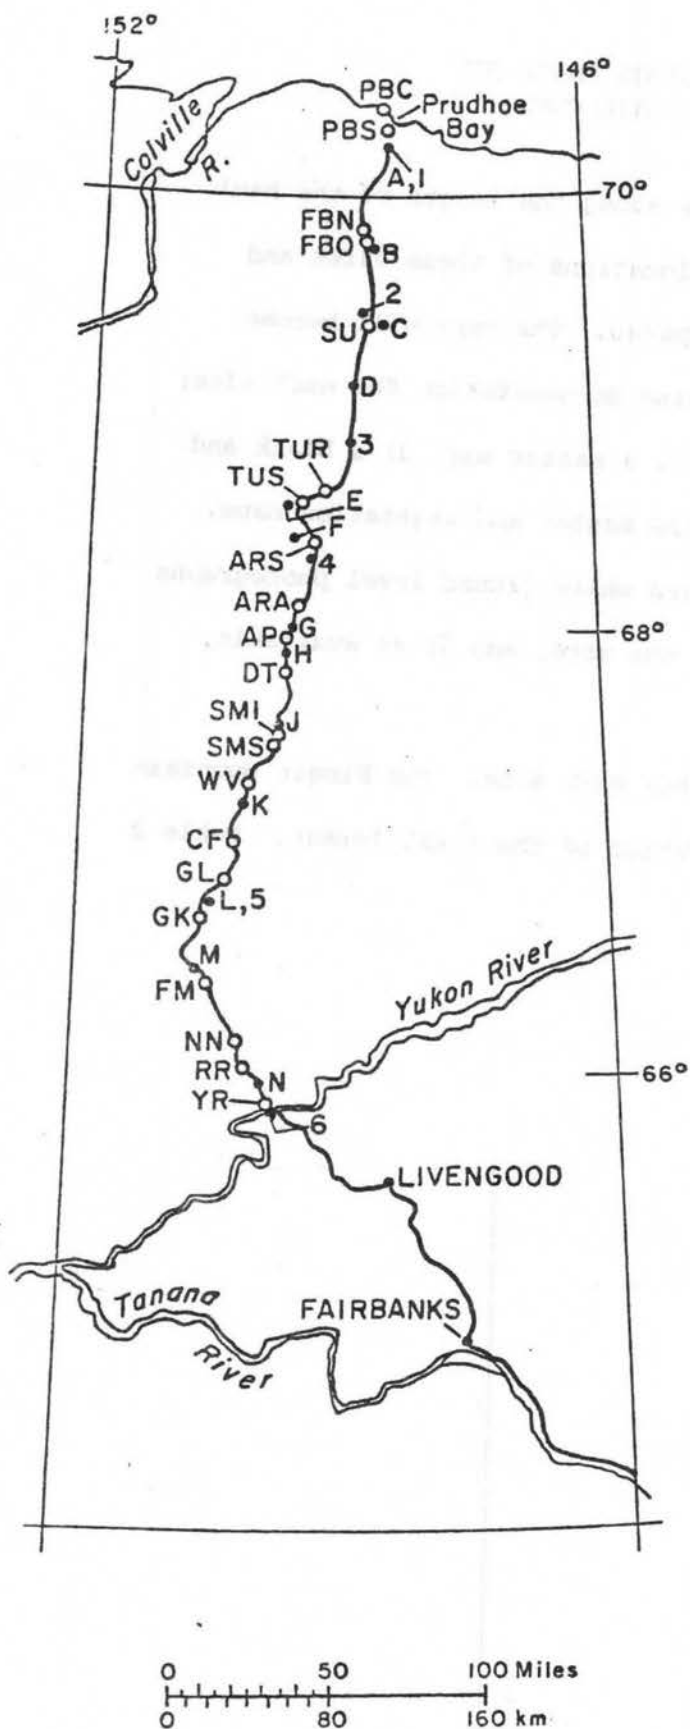 152°
146°
PBC
Prudhoe
Bay
PBS
Colville
R.
A,1
70°
FBN
FBO
B
2
SU
C
D
3
TUR
TUS
E
F
ARS
4
ARA
G
68°
AP
H
DT
SMI
J
SMS
WV
K
CF
GL
L,5
GK
M
FM
Yukon River
NN
RR
N
66°
YR
6
LIVENGOOD
Tanana
River
FAIRBANKS
0 50 100 Miles
0 80 160 km